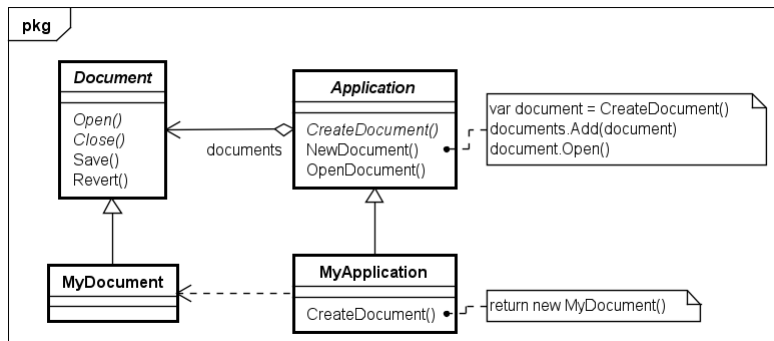 pkg
Document
Open()
Close()
Save()
Revert()
documents
Application
CreateDocument()
NewDocument()
OpenDocument()
var document = CreateDocument()
documents.Add(document)
document.Open()
MyDocument
MyApplication
CreateDocument()
return new MyDocument()